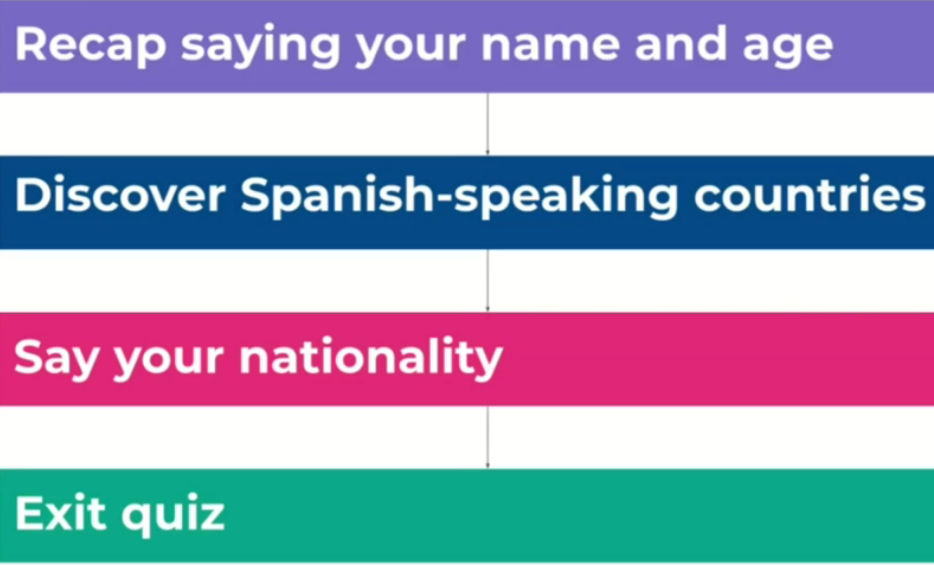 Recap saying your name and age
Discover Spanish-speaking countries
Say your nationality
Exit quiz